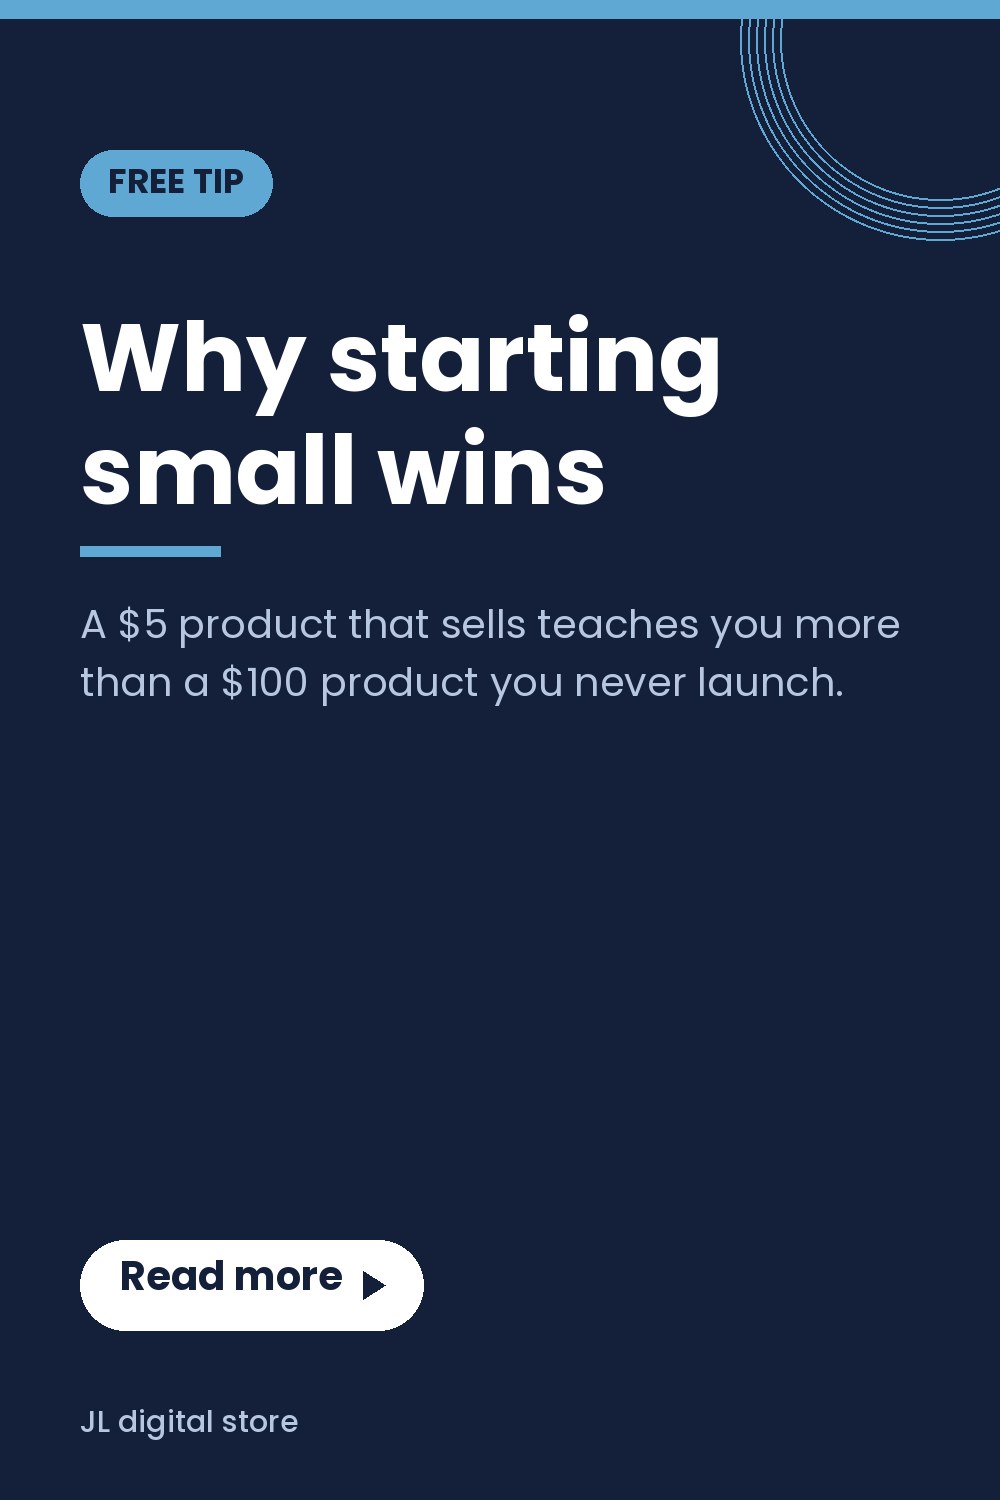 FREE TIP
Why starting
small wins
A $5 product that sells teaches you more
than a $100 product you never launch.
Read more
JL digital store